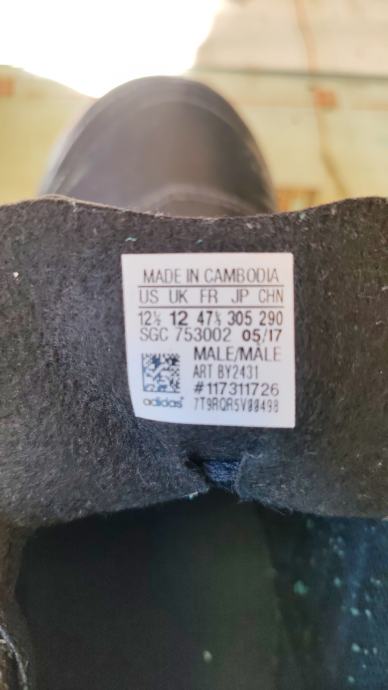 MADE IN CAMBODIA
US UK FR JP CHN
12½ 12 47⅓ 305 290
SGC 753002 05/17
MALE/MALE
ART BY2431
#117311726
adidas 7T9RQR5V00498